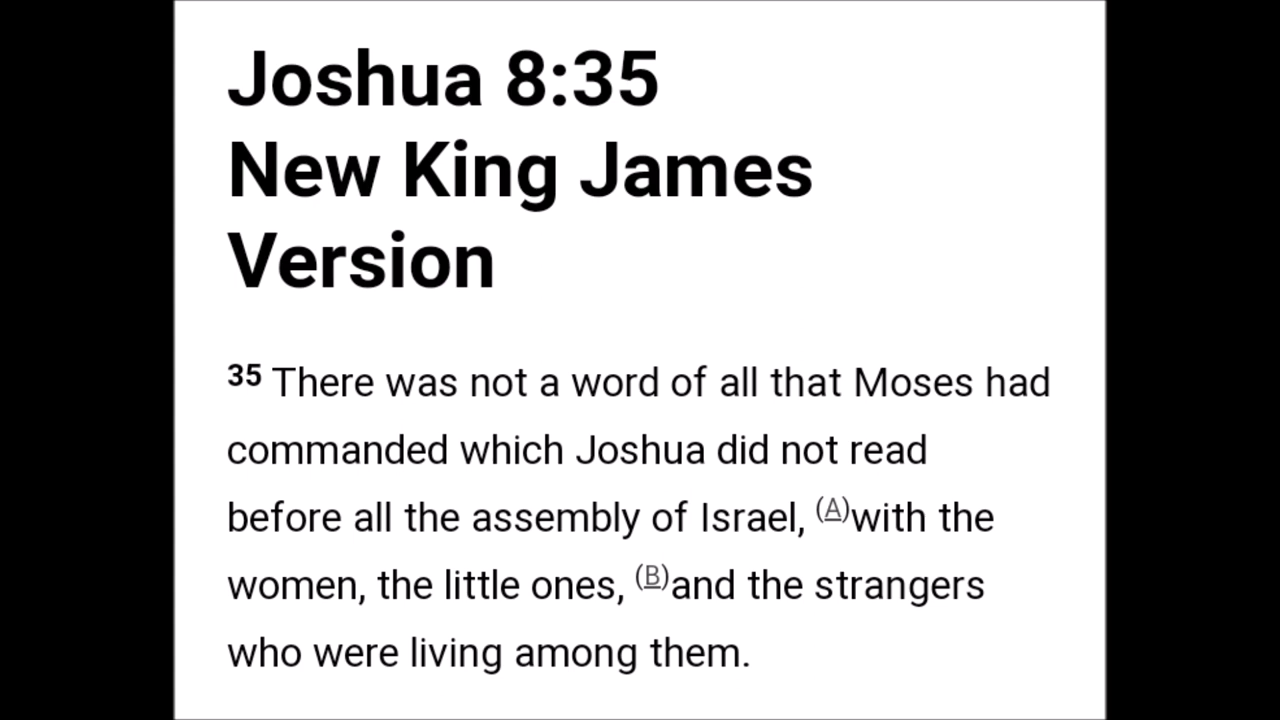 Joshua 8:35
New King James
Version
35 There was not a word of all that Moses had
commanded which Joshua did not read
before all the assembly of Israel, (A)with the
women, the little ones, (B)and the strangers
who were living among them.